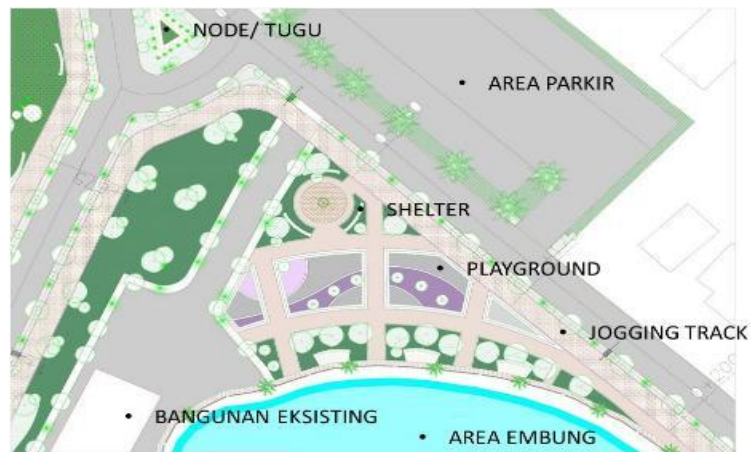 NODE/ TUGU
AREA PARKIR
SHELTER
PLAYGROUND
JOGGING TRACK
BANGUNAN EKSISTING
AREA EMBUNG